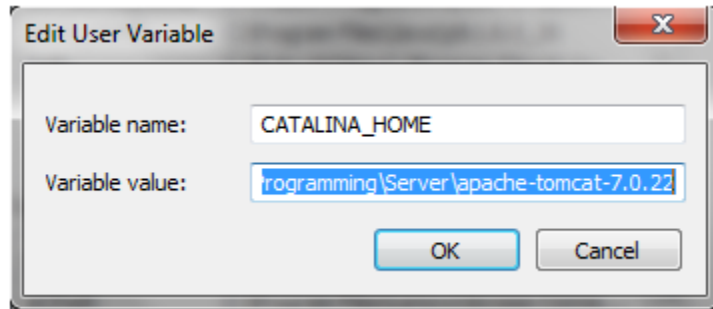 Edit User Variable
Variable name:
CATALINA_HOME
Variable value:
rogramming\Server\apache-tomcat-7.0.22
OK
Cancel